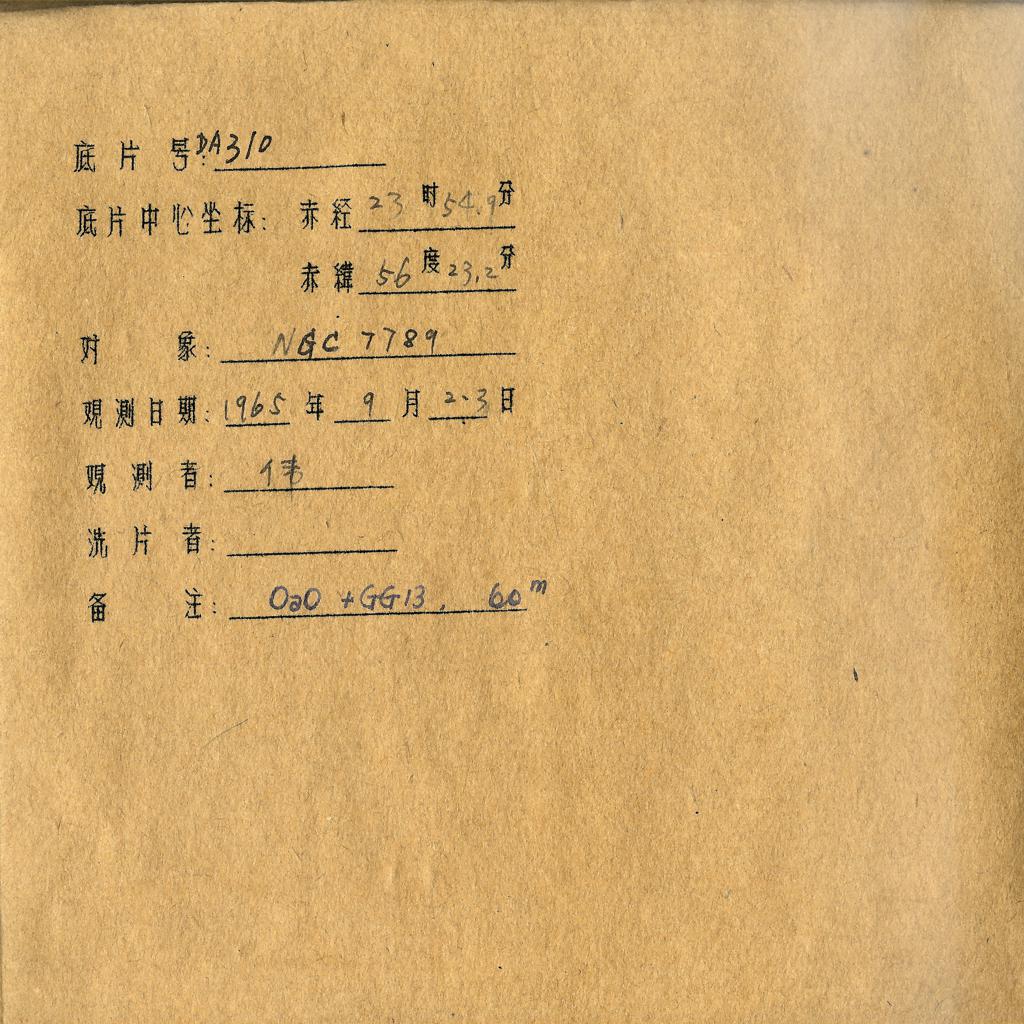 底片号: DA310
底片中心坐标: 赤经 23 时 54.9 分
赤緯 56 度 23.2 分
对象: NGC 7789
观测日期: 1965 年 9 月 2-3 日
观测者: 伟
洗片者:
备注: OaO + GG13. 60m